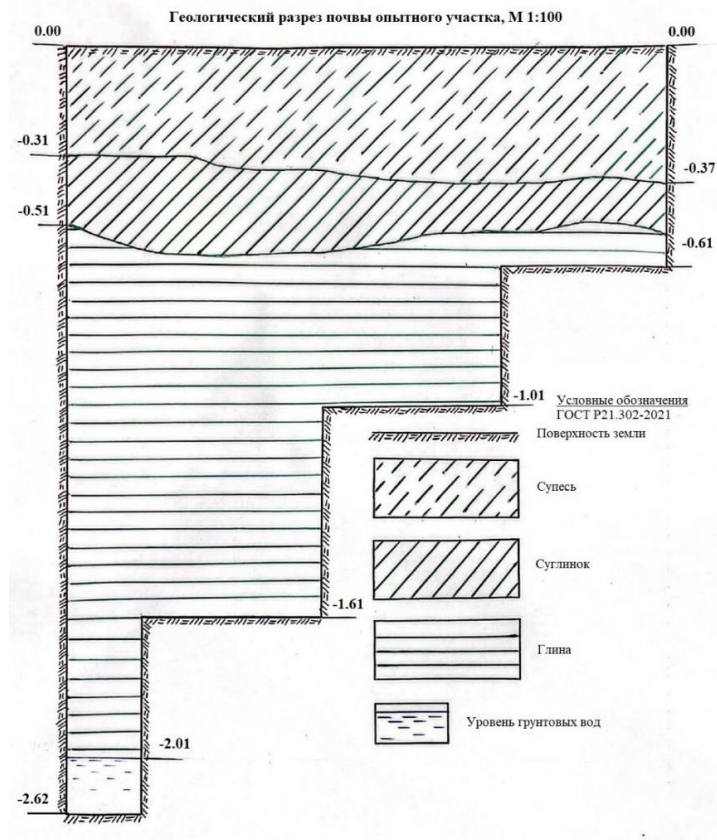 Геологический разрез почвы опытного участка, М 1:100
0.00
0.00
-0.31
-0.37
-0.51
-0.61
-1.01
Условные обозначения
ГОСТ Р21.302-2021
Поверхность земли
Супесь
Суглинок
-1.61
Глина
Уровень грунтовых вод
-2.01
-2.62